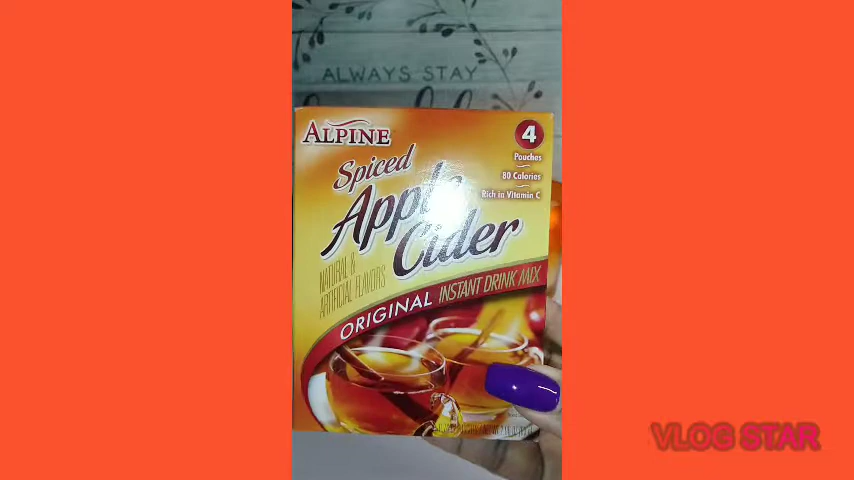 ALWAYS STAY
ALPINE
4
Pouches
80 Calories
Rich in Vitamin C
Spiced
Apple
Cider
NATURAL &
ARTIFICIAL FLAVORS
ORIGINAL INSTANT DRINK MIX
VLOG STAR